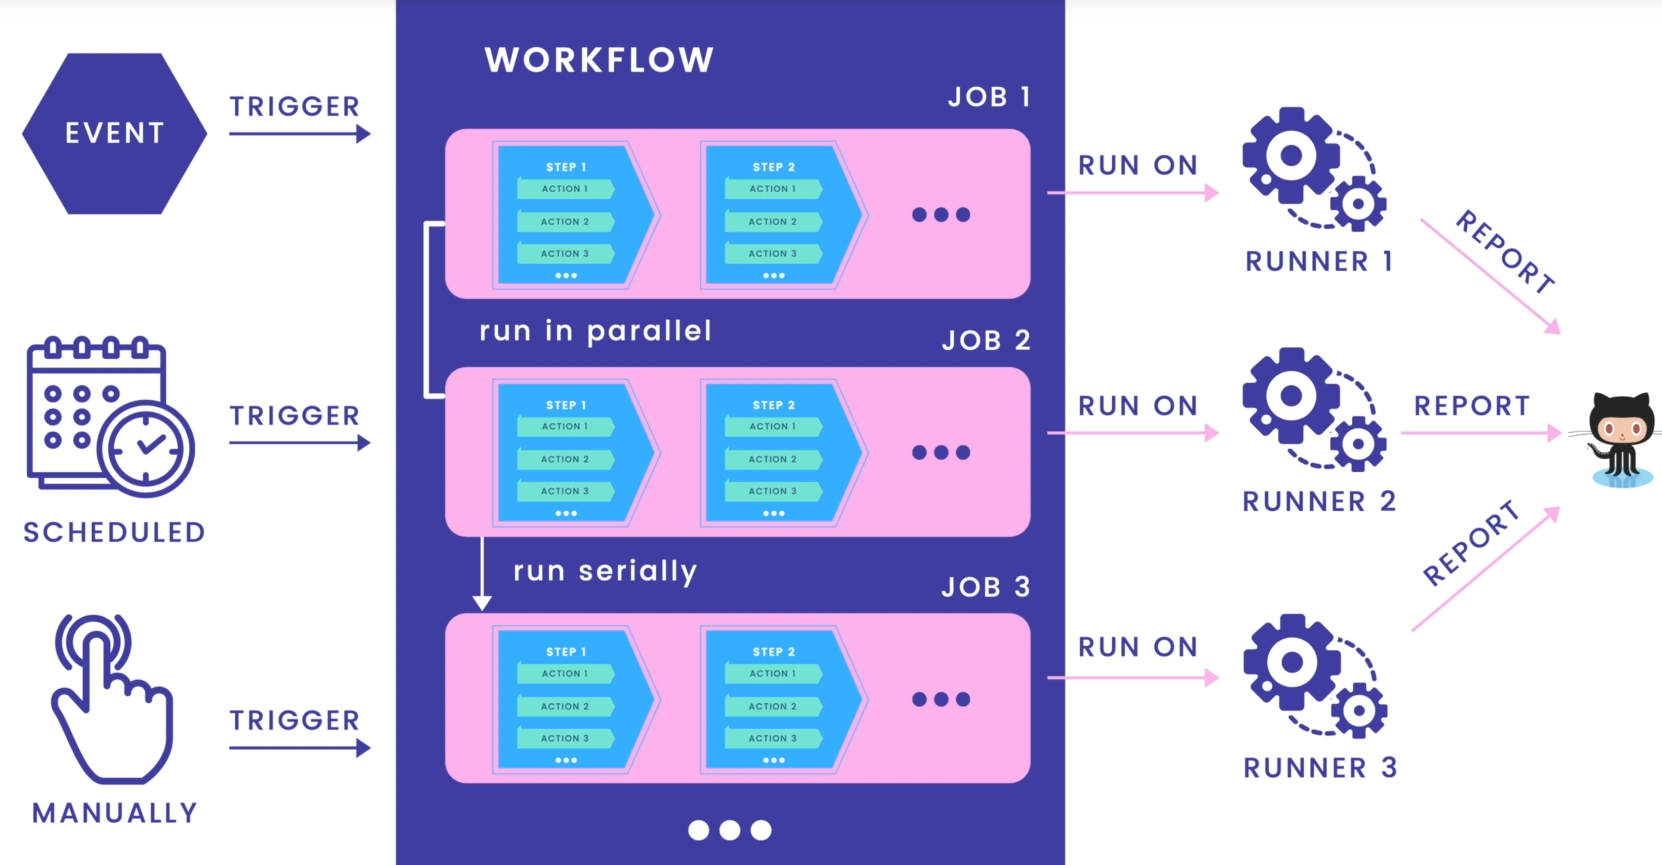 EVENT
TRIGGER
SCHEDULED
TRIGGER
MANUALLY
TRIGGER
WORKFLOW
JOB 1
STEP 1
ACTION 1
ACTION 2
ACTION 3
STEP 2
ACTION 1
ACTION 2
ACTION 3
run in parallel
JOB 2
STEP 1
ACTION 1
ACTION 2
ACTION 3
STEP 2
ACTION 1
ACTION 2
ACTION 3
run serially
JOB 3
STEP 1
ACTION 1
ACTION 2
ACTION 3
STEP 2
ACTION 1
ACTION 2
ACTION 3
RUN ON
RUNNER 1
REPORT
RUN ON
RUNNER 2
REPORT
RUN ON
RUNNER 3
REPORT